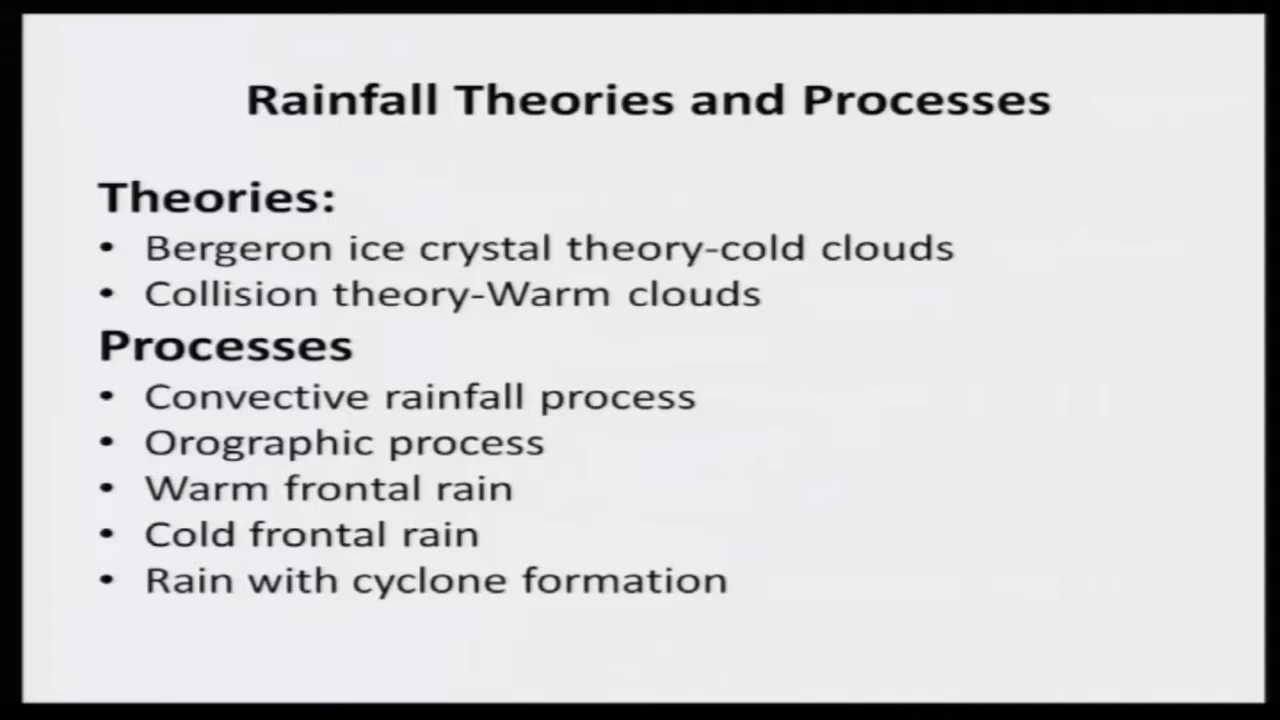 Rainfall Theories and Processes
Theories:
• Bergeron ice crystal theory-cold clouds
• Collision theory-Warm clouds
Processes
• Convective rainfall process
• Orographic process
• Warm frontal rain
• Cold frontal rain
• Rain with cyclone formation